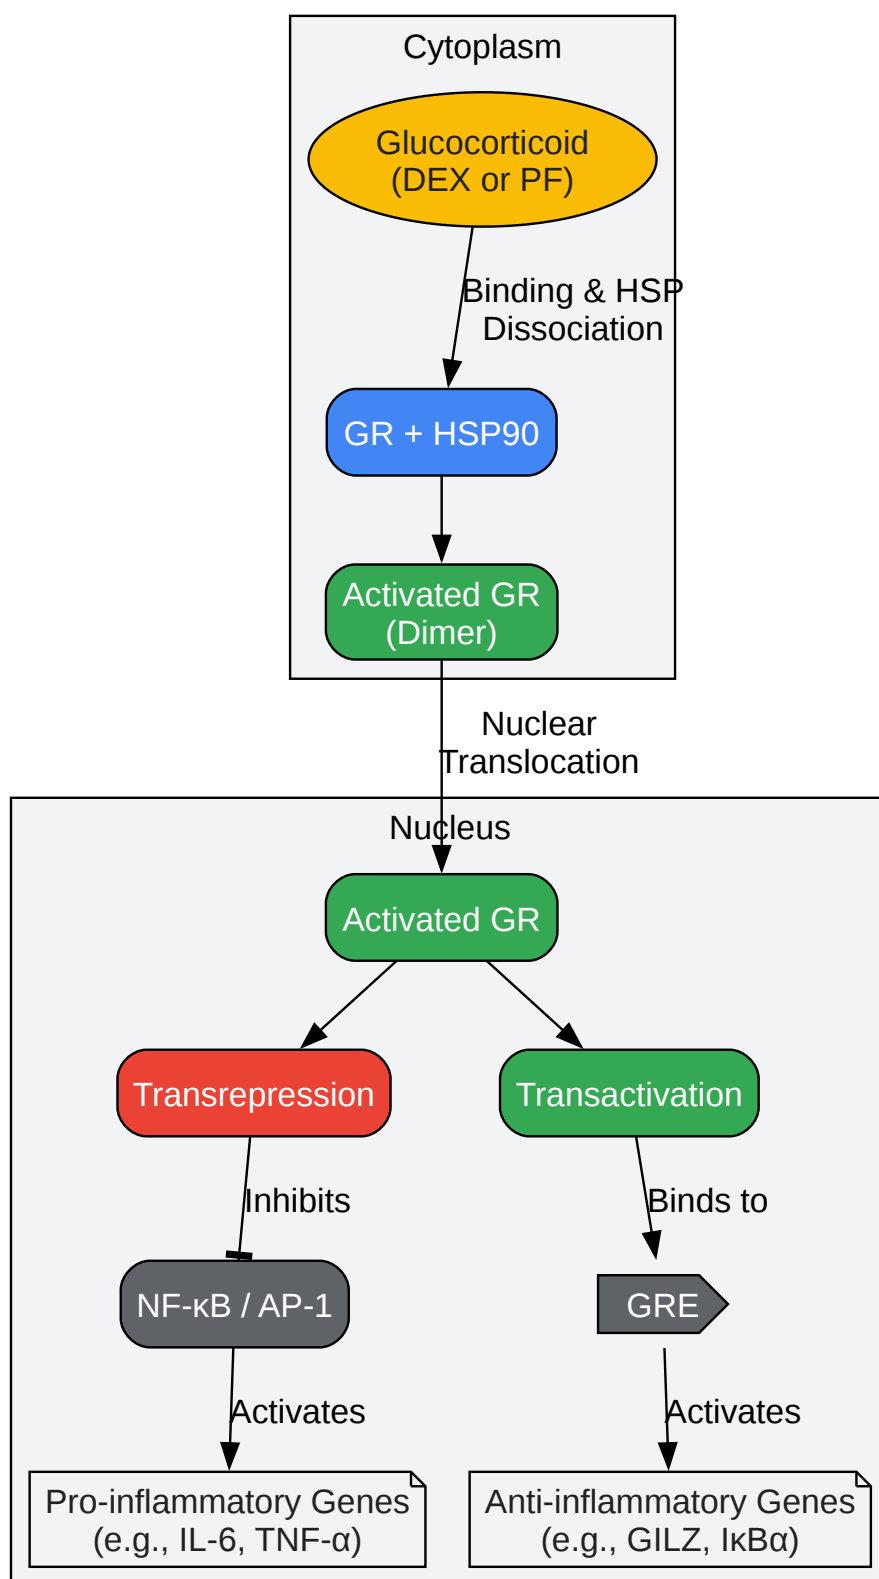 Cytoplasm
Glucocorticoid
(DEX or PF)
Binding & HSP
Dissociation
GR + HSP90
Activated GR
(Dimer)
Nuclear
Translocation
Nucleus
Activated GR
Transrepression
Transactivation
Inhibits
Binds to
NF-κB / AP-1
GRE
Activates
Activates
Pro-inflammatory Genes
(e.g., IL-6, TNF-α)
Anti-inflammatory Genes
(e.g., GILZ, IκBα)